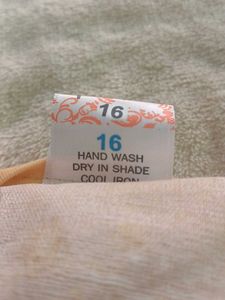 16
16
HAND WASH
DRY IN SHADE
COOL IRON